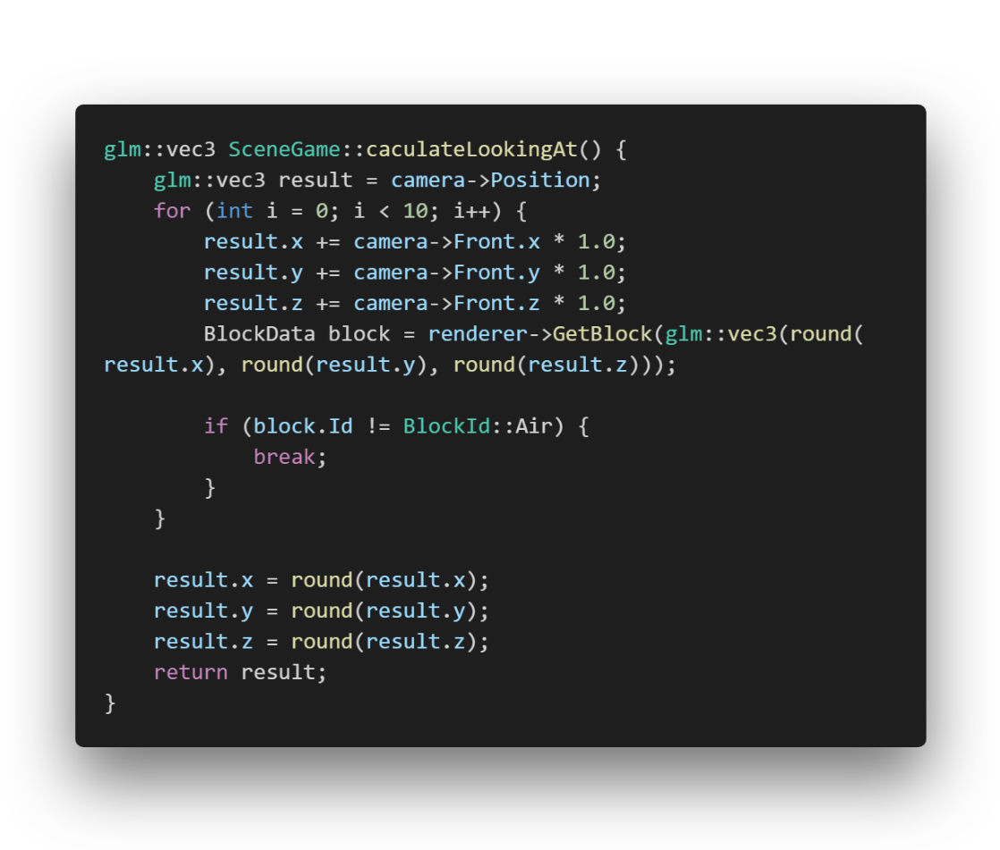 glm::vec3 SceneGame::caculateLookingAt() {
    glm::vec3 result = camera->Position;
    for (int i = 0; i < 10; i++) {
        result.x += camera->Front.x * 1.0;
        result.y += camera->Front.y * 1.0;
        result.z += camera->Front.z * 1.0;
        BlockData block = renderer->GetBlock(glm::vec3(round(
result.x), round(result.y), round(result.z)));
        if (block.Id != BlockId::Air) {
            break;
        }
    }
    result.x = round(result.x);
    result.y = round(result.y);
    result.z = round(result.z);
    return result;
}